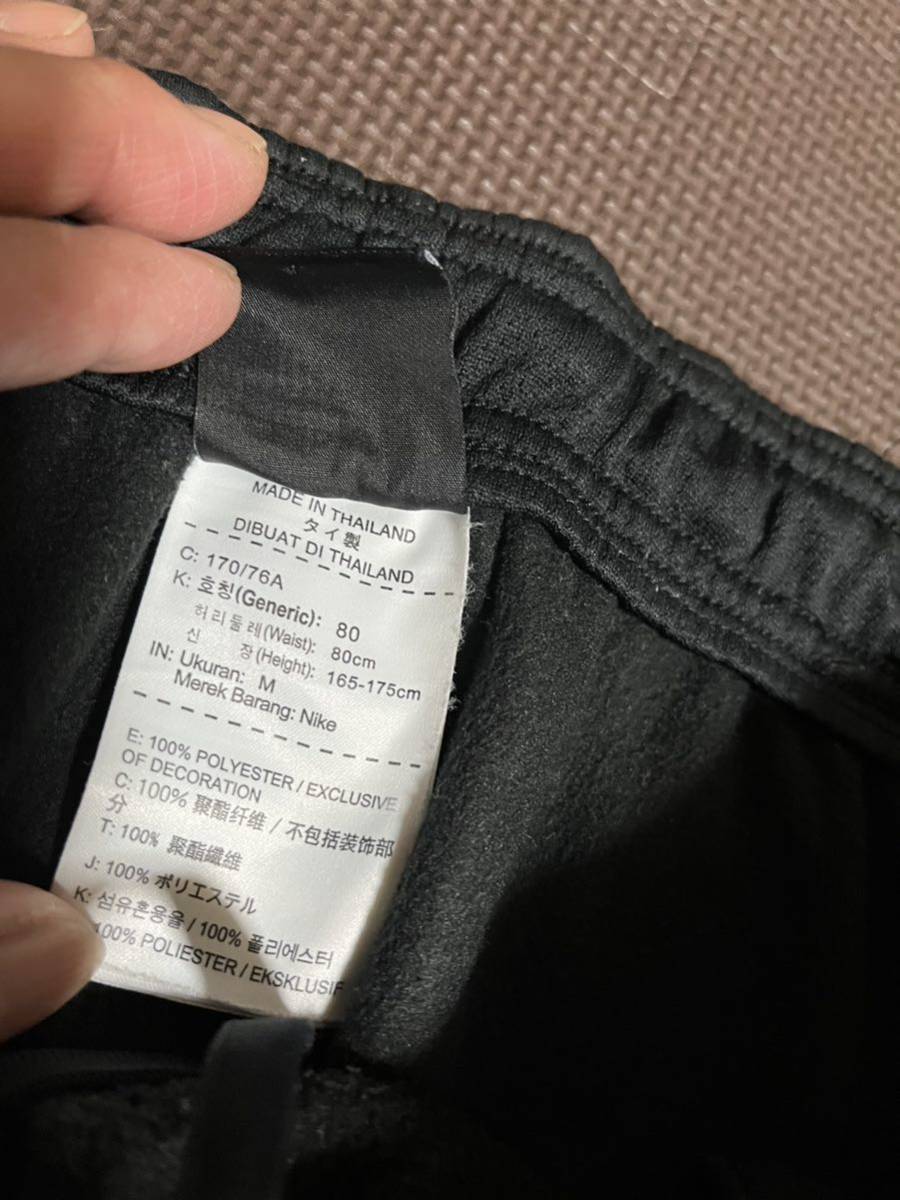 MADE IN THAILAND
タイ製
DIBUAT DI THAILAND
C: 170/76A
K: 호칭(Generic): 80
허리둘레(Waist): 80cm
신 장(Height): 165-175cm
IN: Ukuran: M
Merek Barang: Nike
E: 100% POLYESTER / EXCLUSIVE
OF DECORATION
C: 100% 聚酯纤维 / 不包括装饰部
分
T: 100% 聚酯纖維
J: 100% ポリエステル
K: 섬유혼용율 / 100% 폴리에스터
100% POLIESTER / EKSKLUSIF